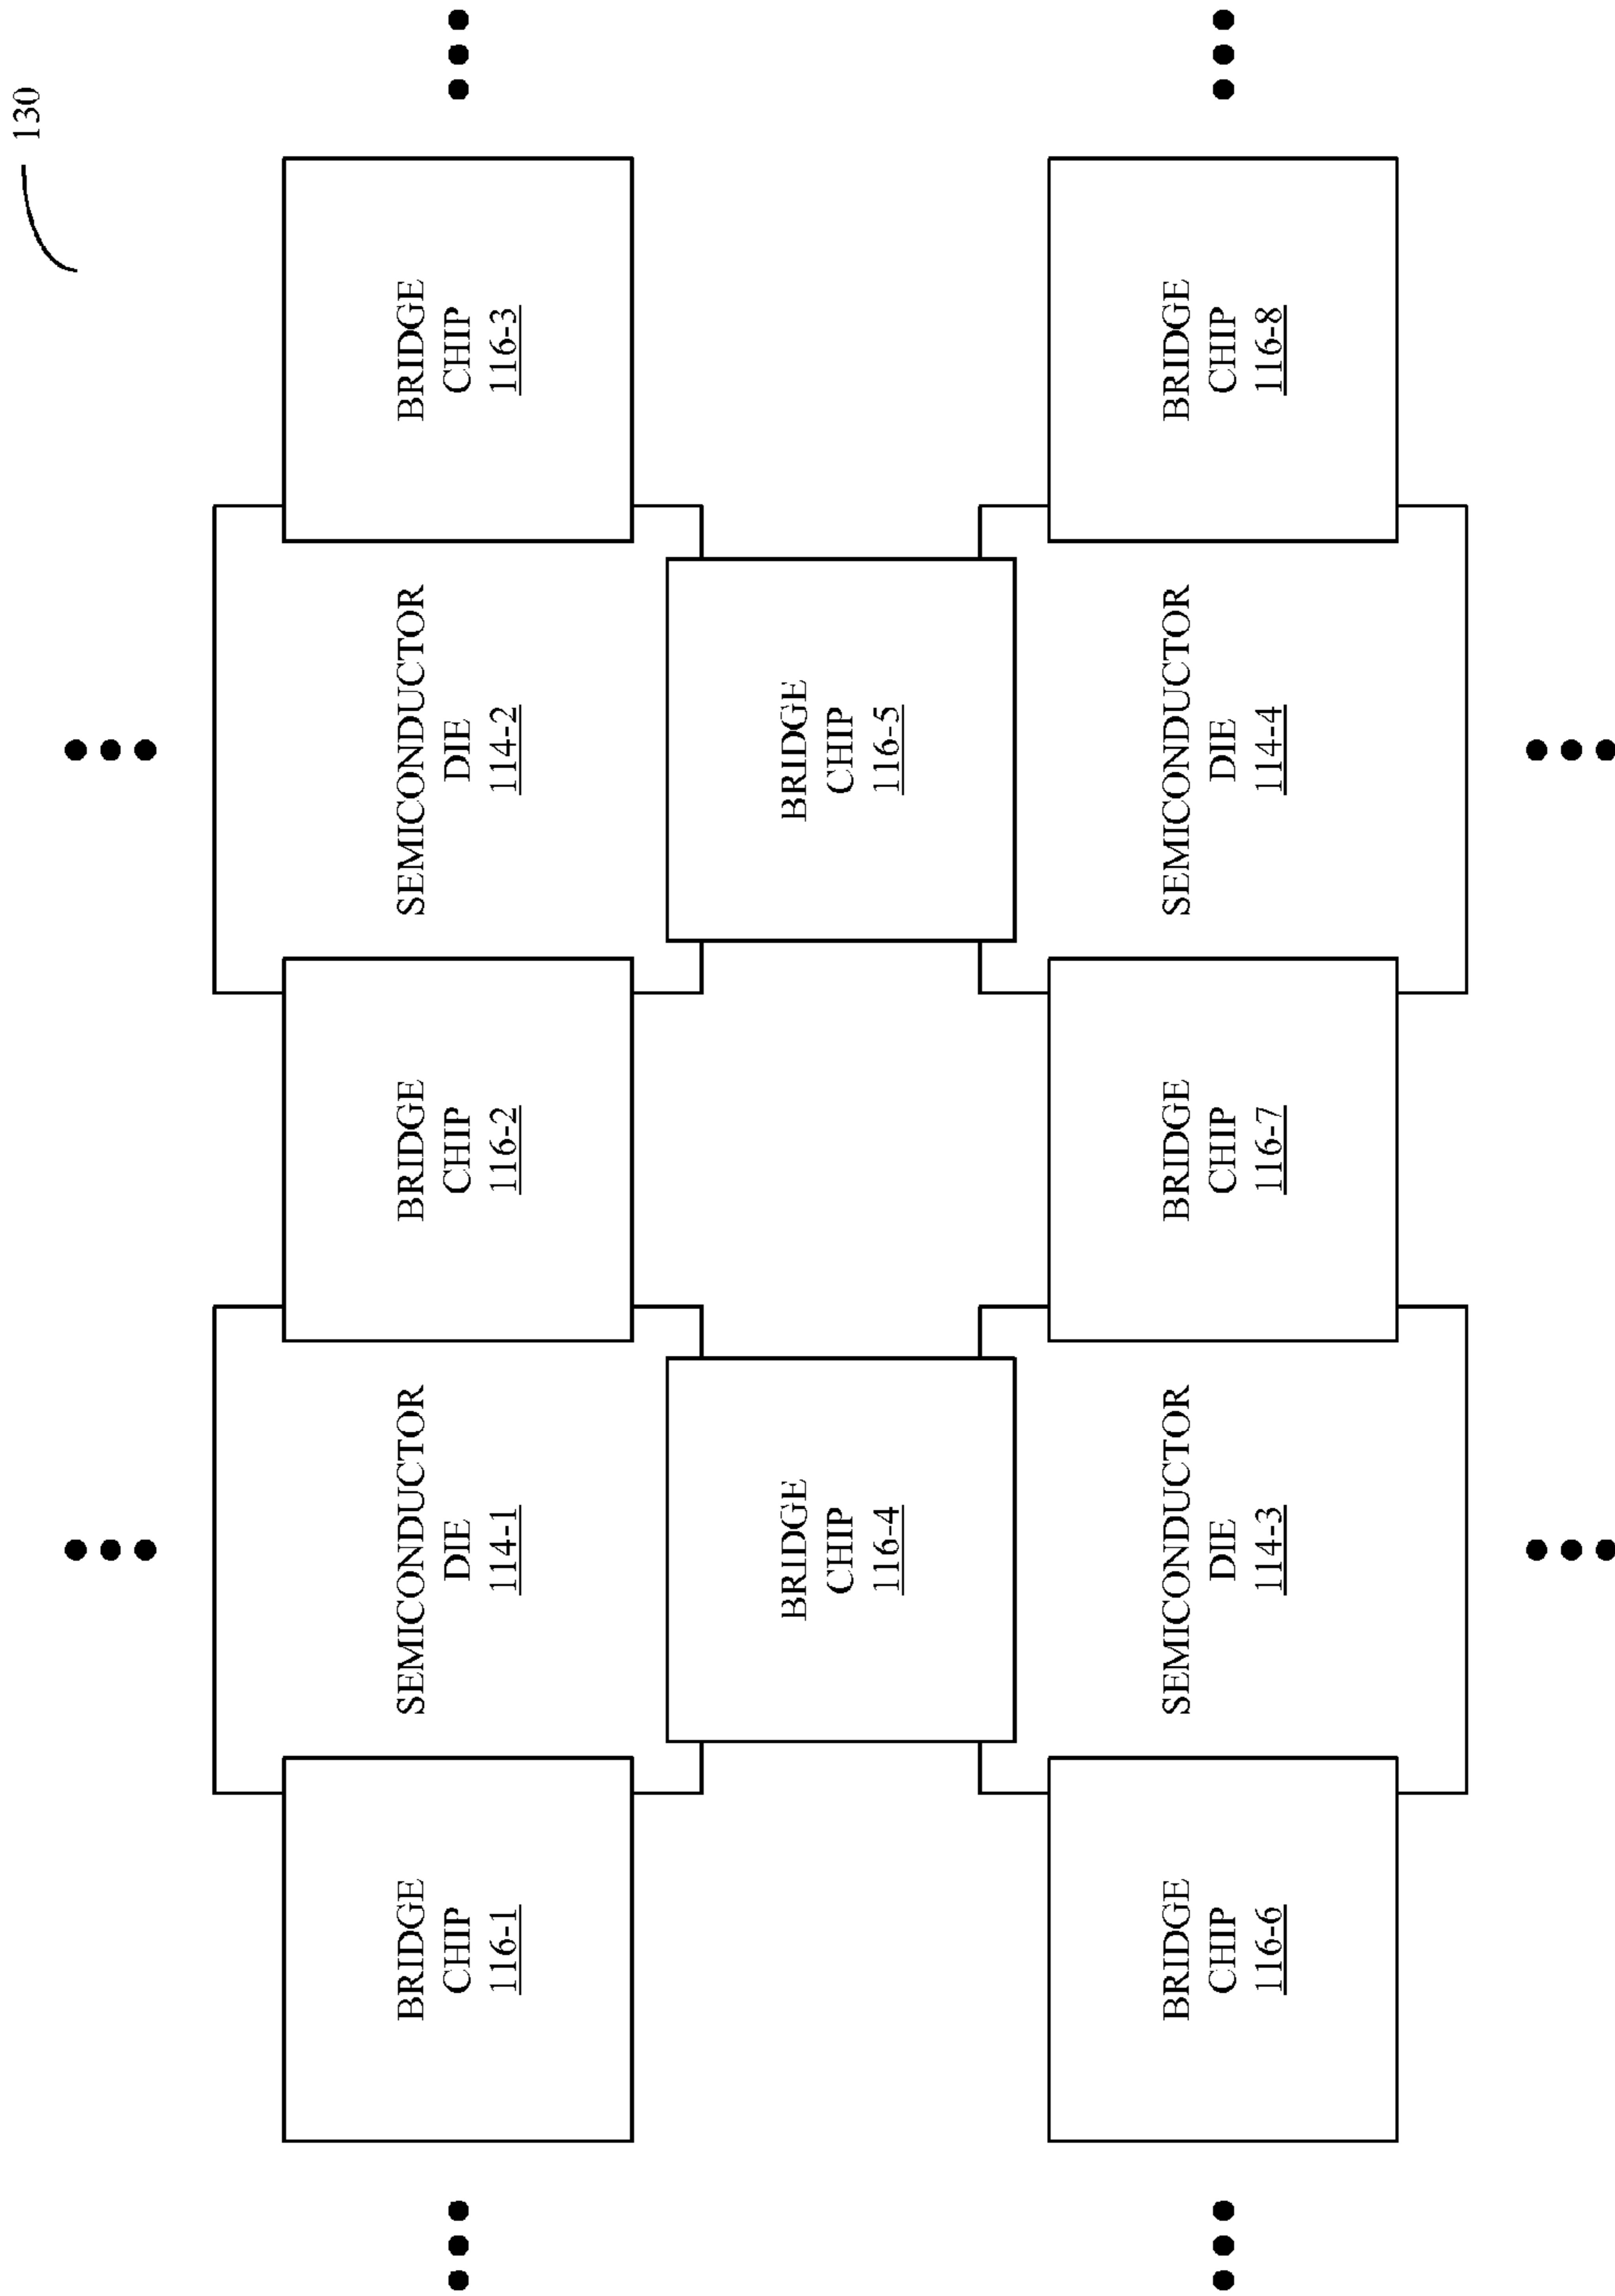 130
BRIDGE
CHIP
116-1
SEMICONDUCTOR
DIE
114-1
BRIDGE
CHIP
116-2
SEMICONDUCTOR
DIE
114-2
BRIDGE
CHIP
116-3
BRIDGE
CHIP
116-4
BRIDGE
CHIP
116-5
BRIDGE
CHIP
116-6
SEMICONDUCTOR
DIE
114-3
BRIDGE
CHIP
116-7
SEMICONDUCTOR
DIE
114-4
BRIDGE
CHIP
116-8